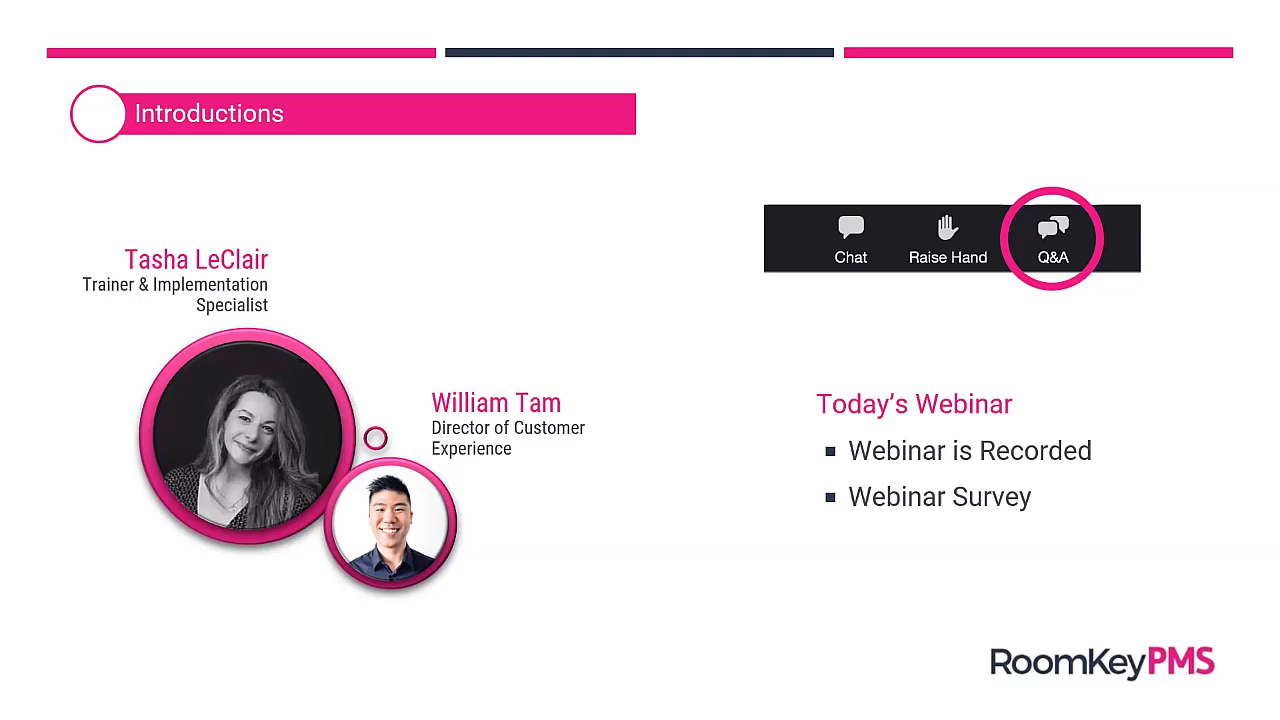 Introductions
Tasha LeClair
Trainer & Implementation
Specialist
William Tam
Director of Customer
Experience
Chat
Raise Hand
Q&A
Today’s Webinar
Webinar is Recorded
Webinar Survey
RoomKeyPMS